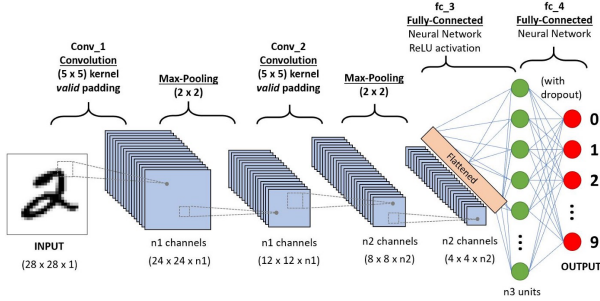 Conv_1
Convolution
(5 x 5) kernel
valid padding
Max-Pooling
(2 x 2)
Conv_2
Convolution
(5 x 5) kernel
valid padding
Max-Pooling
(2 x 2)
fc_3
Fully-Connected
Neural Network
ReLU activation
fc_4
Fully-Connected
Neural Network
(with
dropout)
Flattened
0
1
2
9
OUTPUT
2
INPUT
(28 x 28 x 1)
n1 channels
(24 x 24 x n1)
n1 channels
(12 x 12 x n1)
n2 channels
(8 x 8 x n2)
n2 channels
(4 x 4 x n2)
n3 units